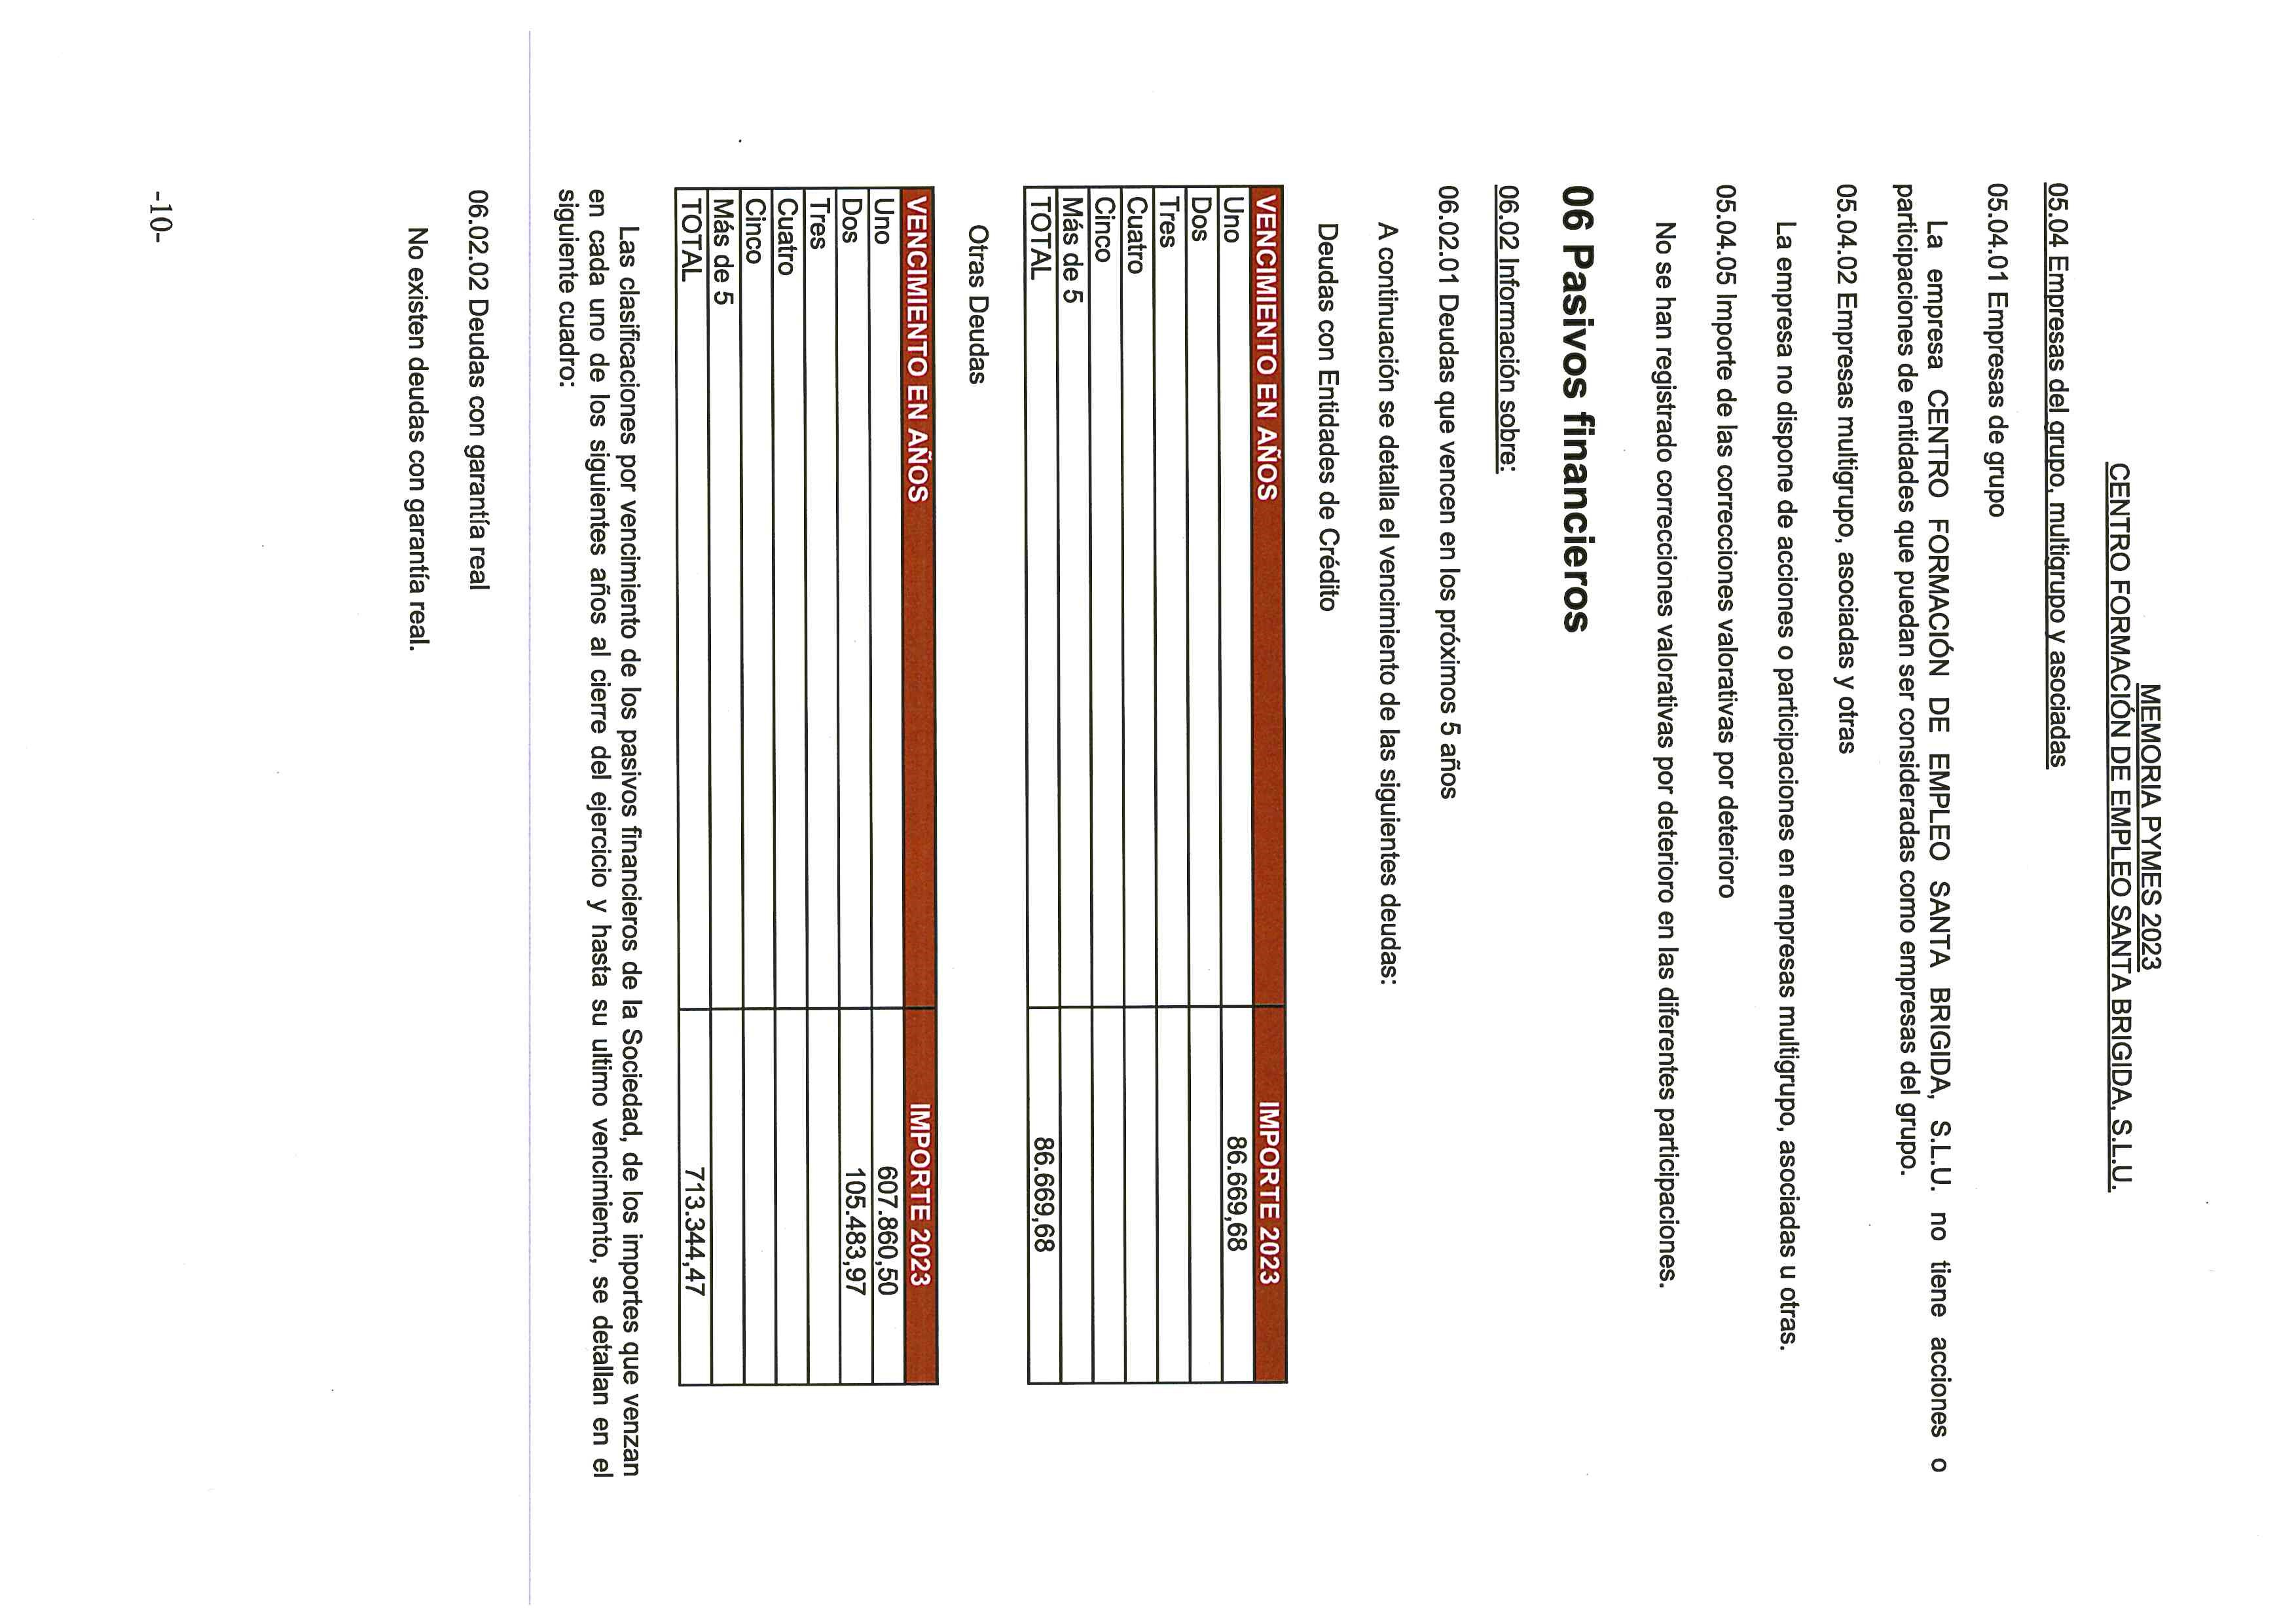 MEMORIA PYMES 2023
CENTRO FORMACIÓN DE EMPLEO SANTA BRIGIDA, S.L.U.
05.04 Empresas del grupo, multigrupo y asociadas
05.04.01 Empresas de grupo
La empresa CENTRO FORMACIÓN DE EMPLEO SANTA BRIGIDA, S.L.U. no tiene acciones o
participaciones de entidades que puedan ser consideradas como empresas del grupo.
05.04.02 Empresas multigrupo, asociadas y otras
La empresa no dispone de acciones o participaciones en empresas multigrupo, asociadas u otras.
05.04.05 Importe de las correcciones valorativas por deterioro
No se han registrado correcciones valorativas por deterioro en las diferentes participaciones.
06 Pasivos financieros
06.02 Información sobre:
06.02.01 Deudas que vencen en los próximos 5 años
A continuación se detalla el vencimiento de las siguientes deudas:
Deudas con Entidades de Crédito
VENCIMIENTO EN AÑOS IMPORTE 2023
Uno 86.669,68
Dos
Tres
Cuatro
Cinco
Más de 5
TOTAL 86.669,68
Otras Deudas
VENCIMIENTO EN AÑOS IMPORTE 2023
Uno 607.860,50
Dos 105.483,97
Tres
Cuatro
Cinco
Más de 5
TOTAL 713.344,47
Las clasificaciones por vencimiento de los pasivos financieros de la Sociedad, de los importes que venzan
en cada uno de los siguientes años al cierre del ejercicio y hasta su ultimo vencimiento, se detallan en el
siguiente cuadro:
06.02.02 Deudas con garantía real
No existen deudas con garantía real.
-10-